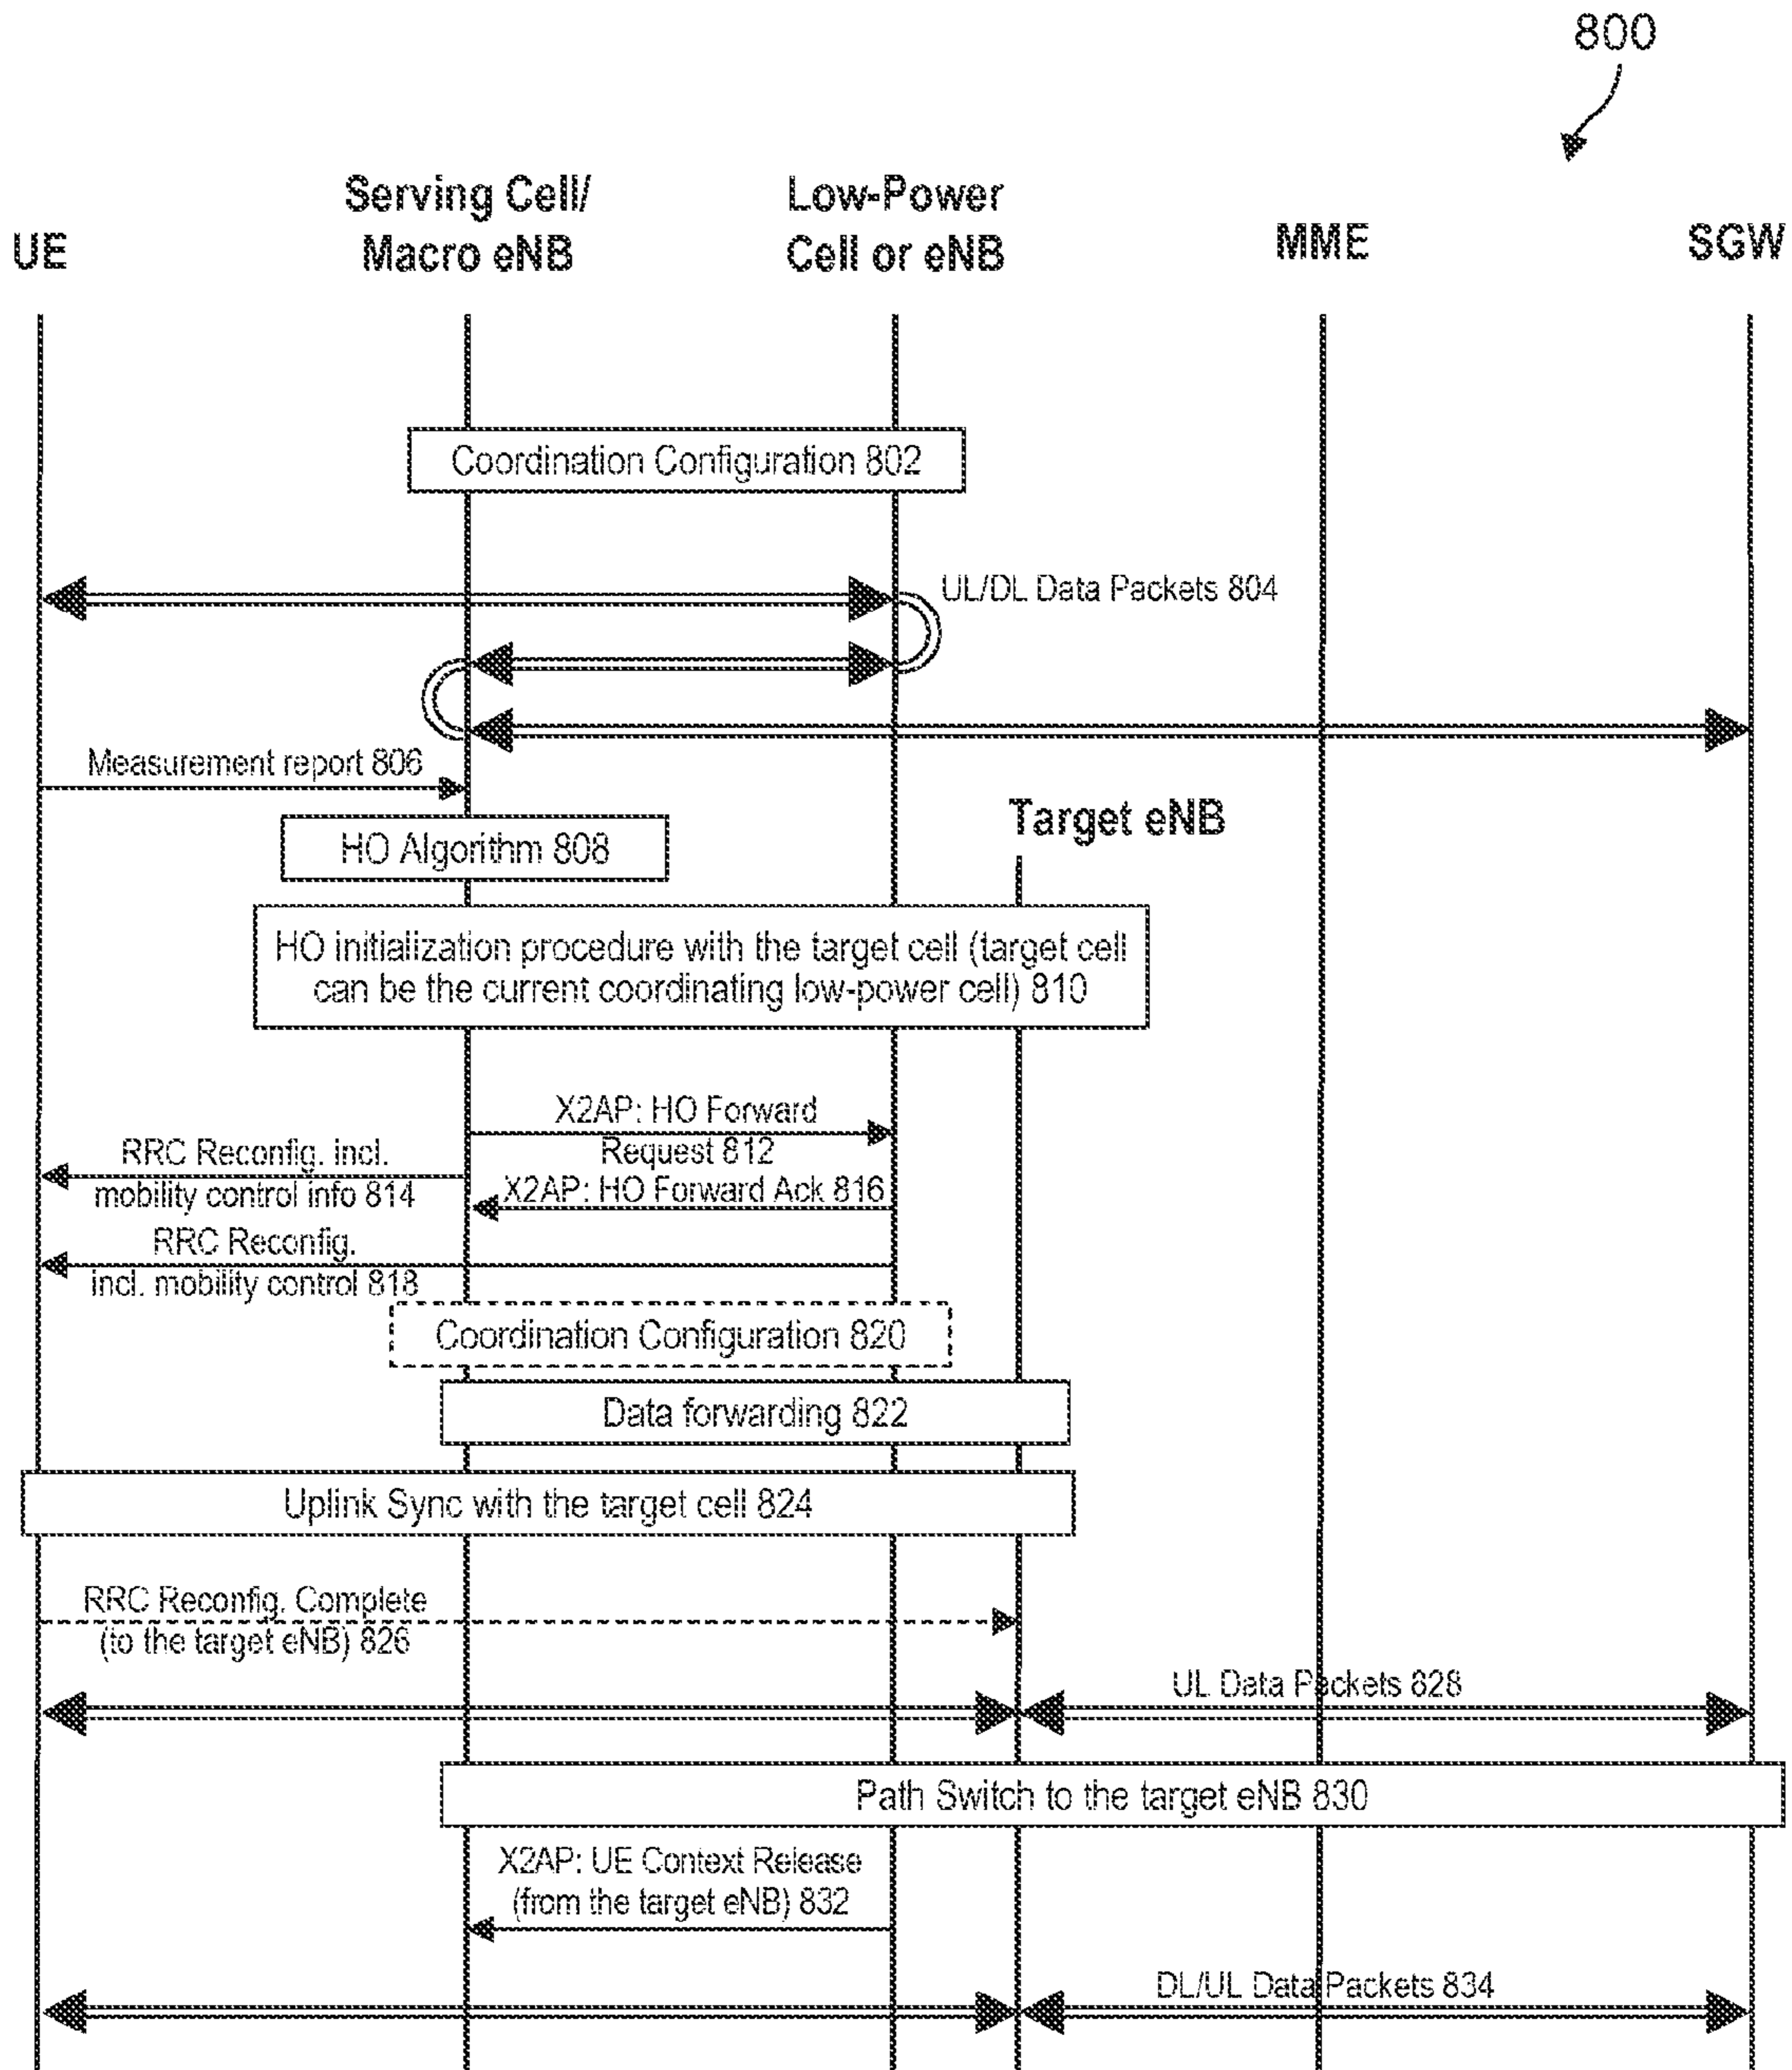 800
UE
Serving Cell/
Macro eNB
Low-Power
Cell or eNB
MME
SGW
Coordination Configuration 802
UL/DL Data Packets 804
Measurement report 806
Target eNB
HO Algorithm 808
HO initialization procedure with the target cell (target cell
can be the current coordinating low-power cell) 810
X2AP: HO Forward
Request 812
RRC Reconfig. incl.
mobility control info 814
X2AP: HO Forward Ack 816
RRC Reconfig.
incl. mobility control 818
Coordination Configuration 820
Data forwarding 822
Uplink Sync with the target cell 824
RRC Reconfig. Complete
(to the target eNB) 826
UL Data Packets 828
Path Switch to the target eNB 830
X2AP: UE Context Release
(from the target eNB) 832
DL/UL Data Packets 834